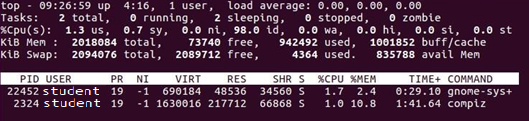 top - 09:26:59 up 4:16, 1 user, load average: 0.00, 0.00, 0.00
Tasks: 2 total, 0 running, 2 sleeping, 0 stopped, 0 zombie
%Cpu(s): 1.3 us, 0.7 sy, 0.0 ni, 98.0 id, 0.0 wa, 0.0 hi, 0.0 si, 0.0 st
KiB Mem : 2018084 total, 73740 free, 942492 used, 1001852 buff/cache
KiB Swap: 2094076 total, 2089712 free, 4364 used. 835788 avail Mem
PID USER PR NI VIRT RES SHR S %CPU %MEM TIME+ COMMAND
22452 student 19 -1 690184 48536 34560 S 1.7 2.4 0:29.10 gnome-sys+
2324 student 19 -1 1630016 217712 66868 S 1.0 10.8 1:41.64 compiz